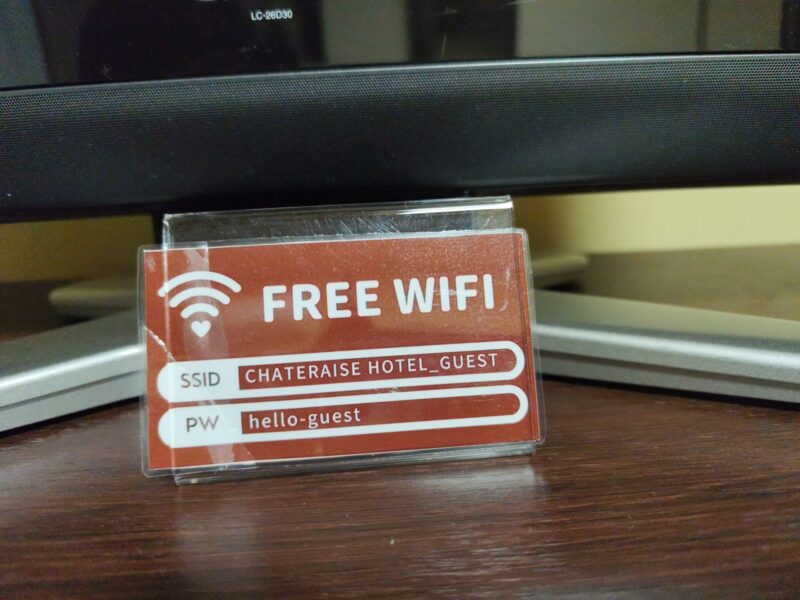 LC-26D30
FREE WIFI
SSID CHATERAISE HOTEL_GUEST
PW hello-guest